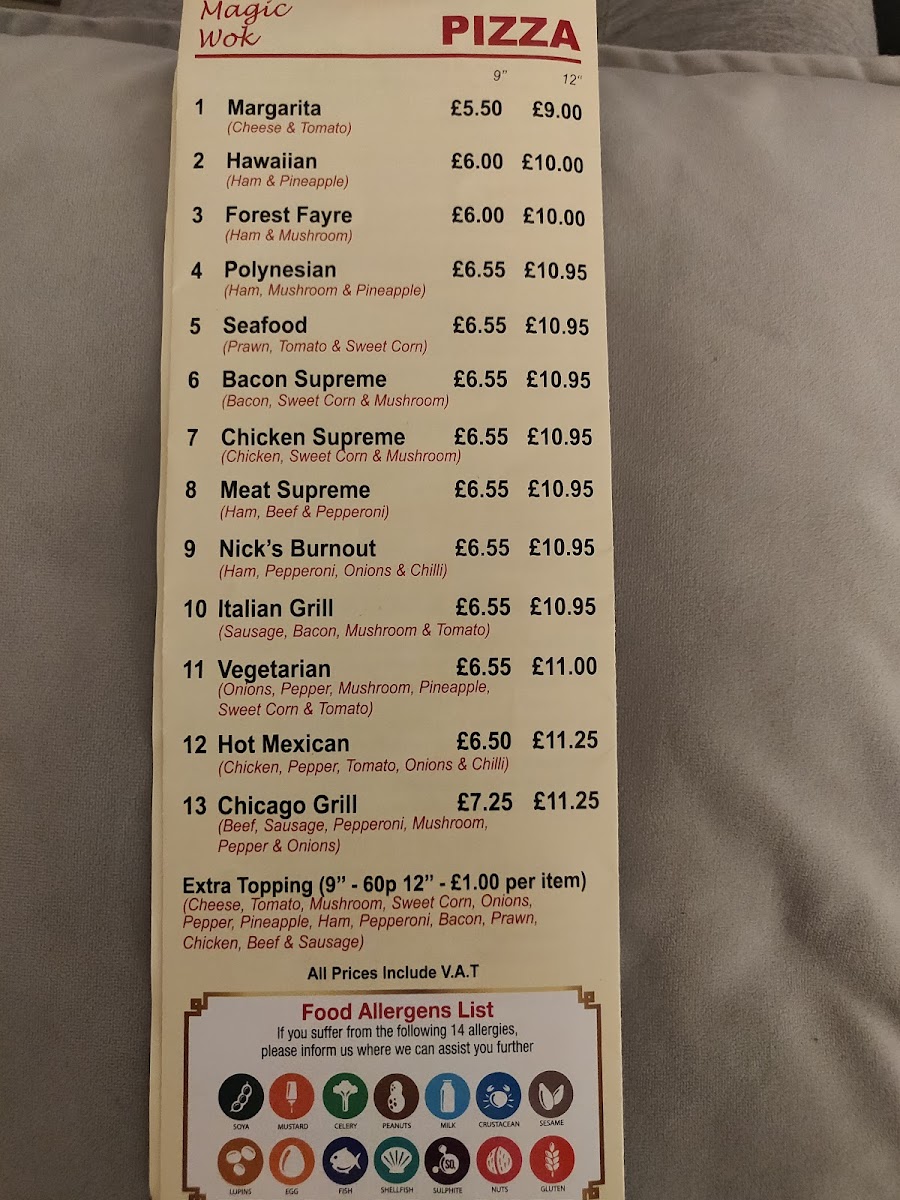 Magic
Wok
PIZZA
9" 12"
1 Margarita £5.50 £9.00
(Cheese & Tomato)
2 Hawaiian £6.00 £10.00
(Ham & Pineapple)
3 Forest Fayre £6.00 £10.00
(Ham & Mushroom)
4 Polynesian £6.55 £10.95
(Ham, Mushroom & Pineapple)
5 Seafood £6.55 £10.95
(Prawn, Tomato & Sweet Corn)
6 Bacon Supreme £6.55 £10.95
(Bacon, Sweet Corn & Mushroom)
7 Chicken Supreme £6.55 £10.95
(Chicken, Sweet Corn & Mushroom)
8 Meat Supreme £6.55 £10.95
(Ham, Beef & Pepperoni)
9 Nick's Burnout £6.55 £10.95
(Ham, Pepperoni, Onions & Chilli)
10 Italian Grill £6.55 £10.95
(Sausage, Bacon, Mushroom & Tomato)
11 Vegetarian £6.55 £11.00
(Onions, Pepper, Mushroom, Pineapple,
Sweet Corn & Tomato)
12 Hot Mexican £6.50 £11.25
(Chicken, Pepper, Tomato, Onions & Chilli)
13 Chicago Grill £7.25 £11.25
(Beef, Sausage, Pepperoni, Mushroom,
Pepper & Onions)
Extra Topping (9" - 60p 12" - £1.00 per item)
(Cheese, Tomato, Mushroom, Sweet Corn, Onions,
Pepper, Pineapple, Ham, Pepperoni, Bacon, Prawn,
Chicken, Beef & Sausage)
All Prices Include V.A.T
Food Allergens List
If you suffer from the following 14 allergies,
please inform us where we can assist you further
SOYA MUSTARD CELERY PEANUTS MILK CRUSTACEAN SESAME
SO₂
LUPINS EGG FISH SHELLFISH SULPHITE NUTS GLUTEN